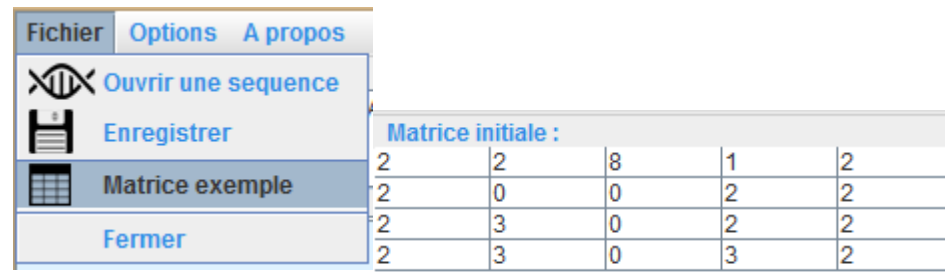 Fichier Options A propos
Ouvrir une sequence
Enregistrer
Matrice exemple
Fermer
Matrice initiale :
2 2 8 1 2
2 0 0 2 2
2 3 0 2 2
2 3 0 3 2